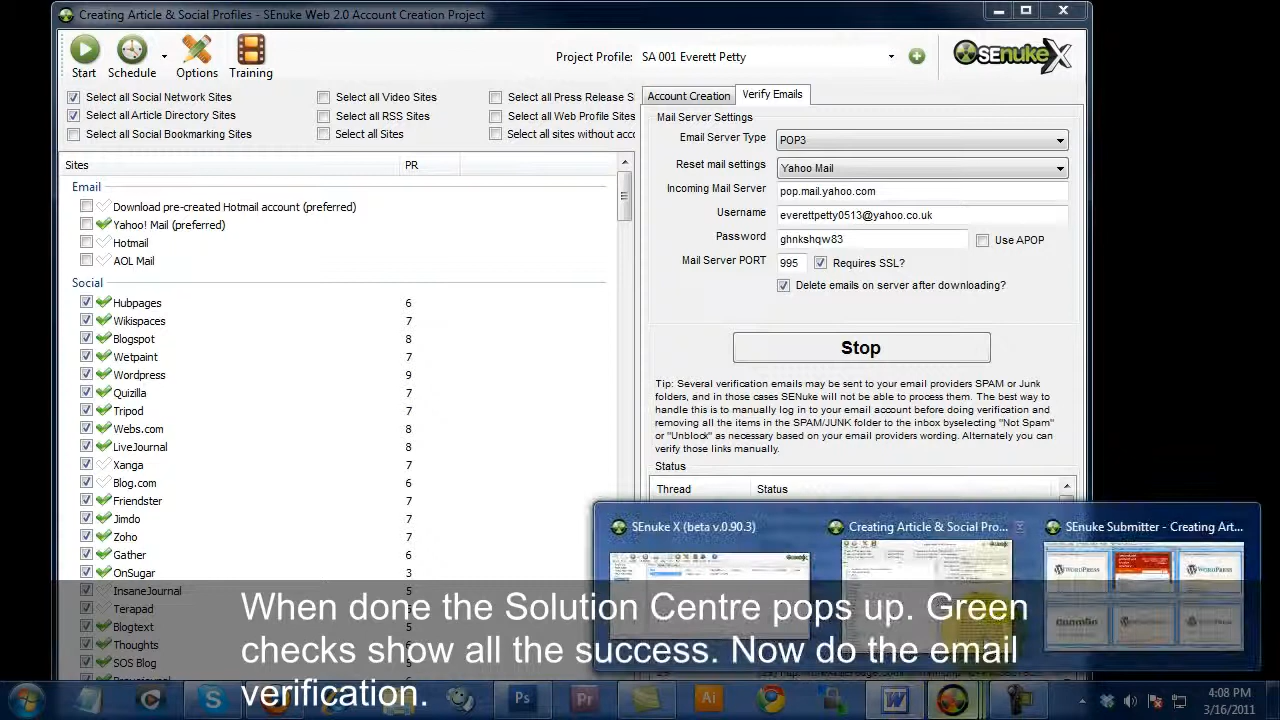 Creating Article & Social Profiles - SEnuke Web 2.0 Account Creation Project
Start
Schedule
Options
Training
Project Profile:
SA 001 Everett Petty
SEnukeX
Select all Social Network Sites
Select all Video Sites
Select all Press Release S
Select all Article Directory Sites
Select all RSS Sites
Select all Web Profile Sites
Select all Social Bookmarking Sites
Select all Sites
Select all sites without acco
Sites
PR
Email
Download pre-created Hotmail account (preferred)
Yahoo! Mail (preferred)
Hotmail
AOL Mail
Social
Hubpages 6
Wikispaces 7
Blogspot 8
Wetpaint 7
Wordpress 9
Quizilla 7
Tripod 7
Webs.com 8
LiveJournal 8
Xanga 7
Blog.com 6
Friendster 7
Jimdo 7
Zoho 7
Gather 6
OnSugar 3
InsaneJournal 5
Terapad
Blogtext
Thoughts
SOS Blog
Account Creation
Verify Emails
Mail Server Settings
Email Server Type
POP3
Reset mail settings
Yahoo Mail
Incoming Mail Server
pop.mail.yahoo.com
Username
everettpetty0513@yahoo.co.uk
Password
ghnkshqw83
Use APOP
Mail Server PORT
995
Requires SSL?
Delete emails on server after downloading?
Stop
Tip: Several verification emails may be sent to your email providers SPAM or Junk
folders, and in those cases SENuke will not be able to process them. The best way to
handle this is to manually log in to your email account before doing verification and
removing all the items in the SPAM/JUNK folder to the inbox byselecting "Not Spam"
or "Unblock" as necessary based on your email providers wording. Alternately you can
verify those links manually.
Status
Thread
Status
SEnuke X (beta v.0.90.3)
Creating Article & Social Pro...
SEnuke Submitter - Creating Art...
WORDPRESS
WORDPRESS
When done the Solution Centre pops up. Green
checks show all the success. Now do the email
verification.
4:08 PM
3/16/2011